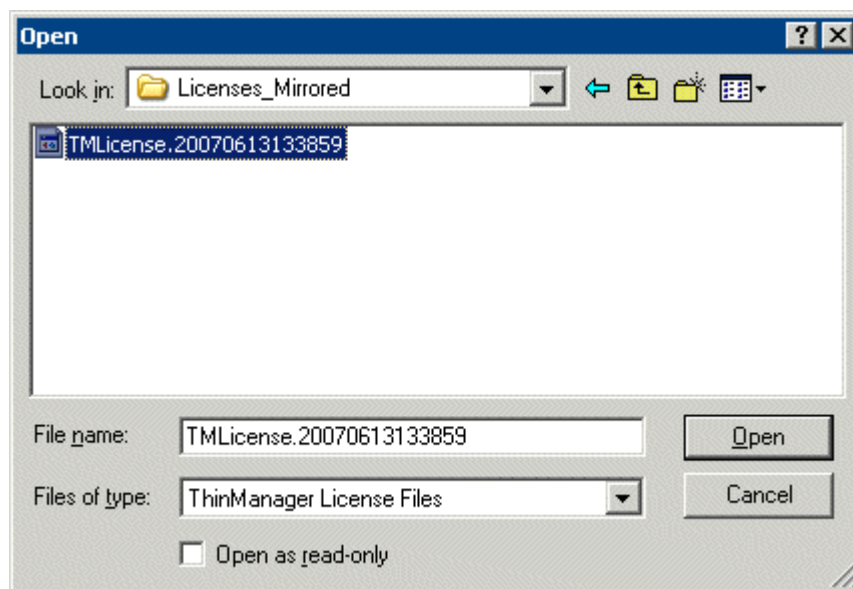 Open
Look in: Licenses_Mirrored
TMLicense.20070613133859
File name: TMLicense.20070613133859 Open
Files of type: ThinManager License Files Cancel
Open as read-only